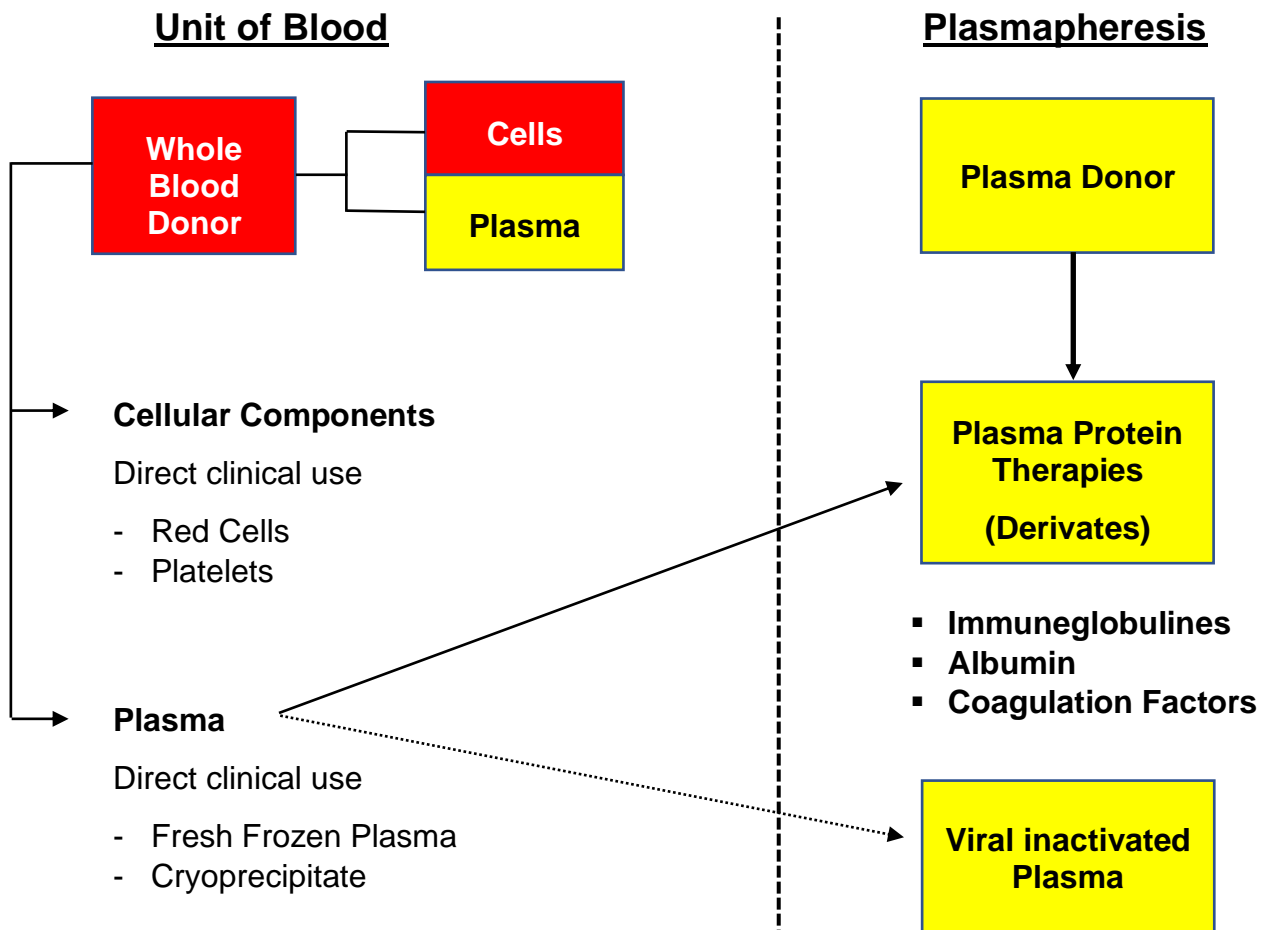 Unit of Blood
Whole
Blood
Donor
Cells
Plasma
Cellular Components
Direct clinical use
- Red Cells
- Platelets
Plasma
Direct clinical use
- Fresh Frozen Plasma
- Cryoprecipitate
Plasmapheresis
Plasma Donor
Plasma Protein
Therapies
(Derivates)
▪ Immuneglobulines
▪ Albumin
▪ Coagulation Factors
Viral inactivated
Plasma